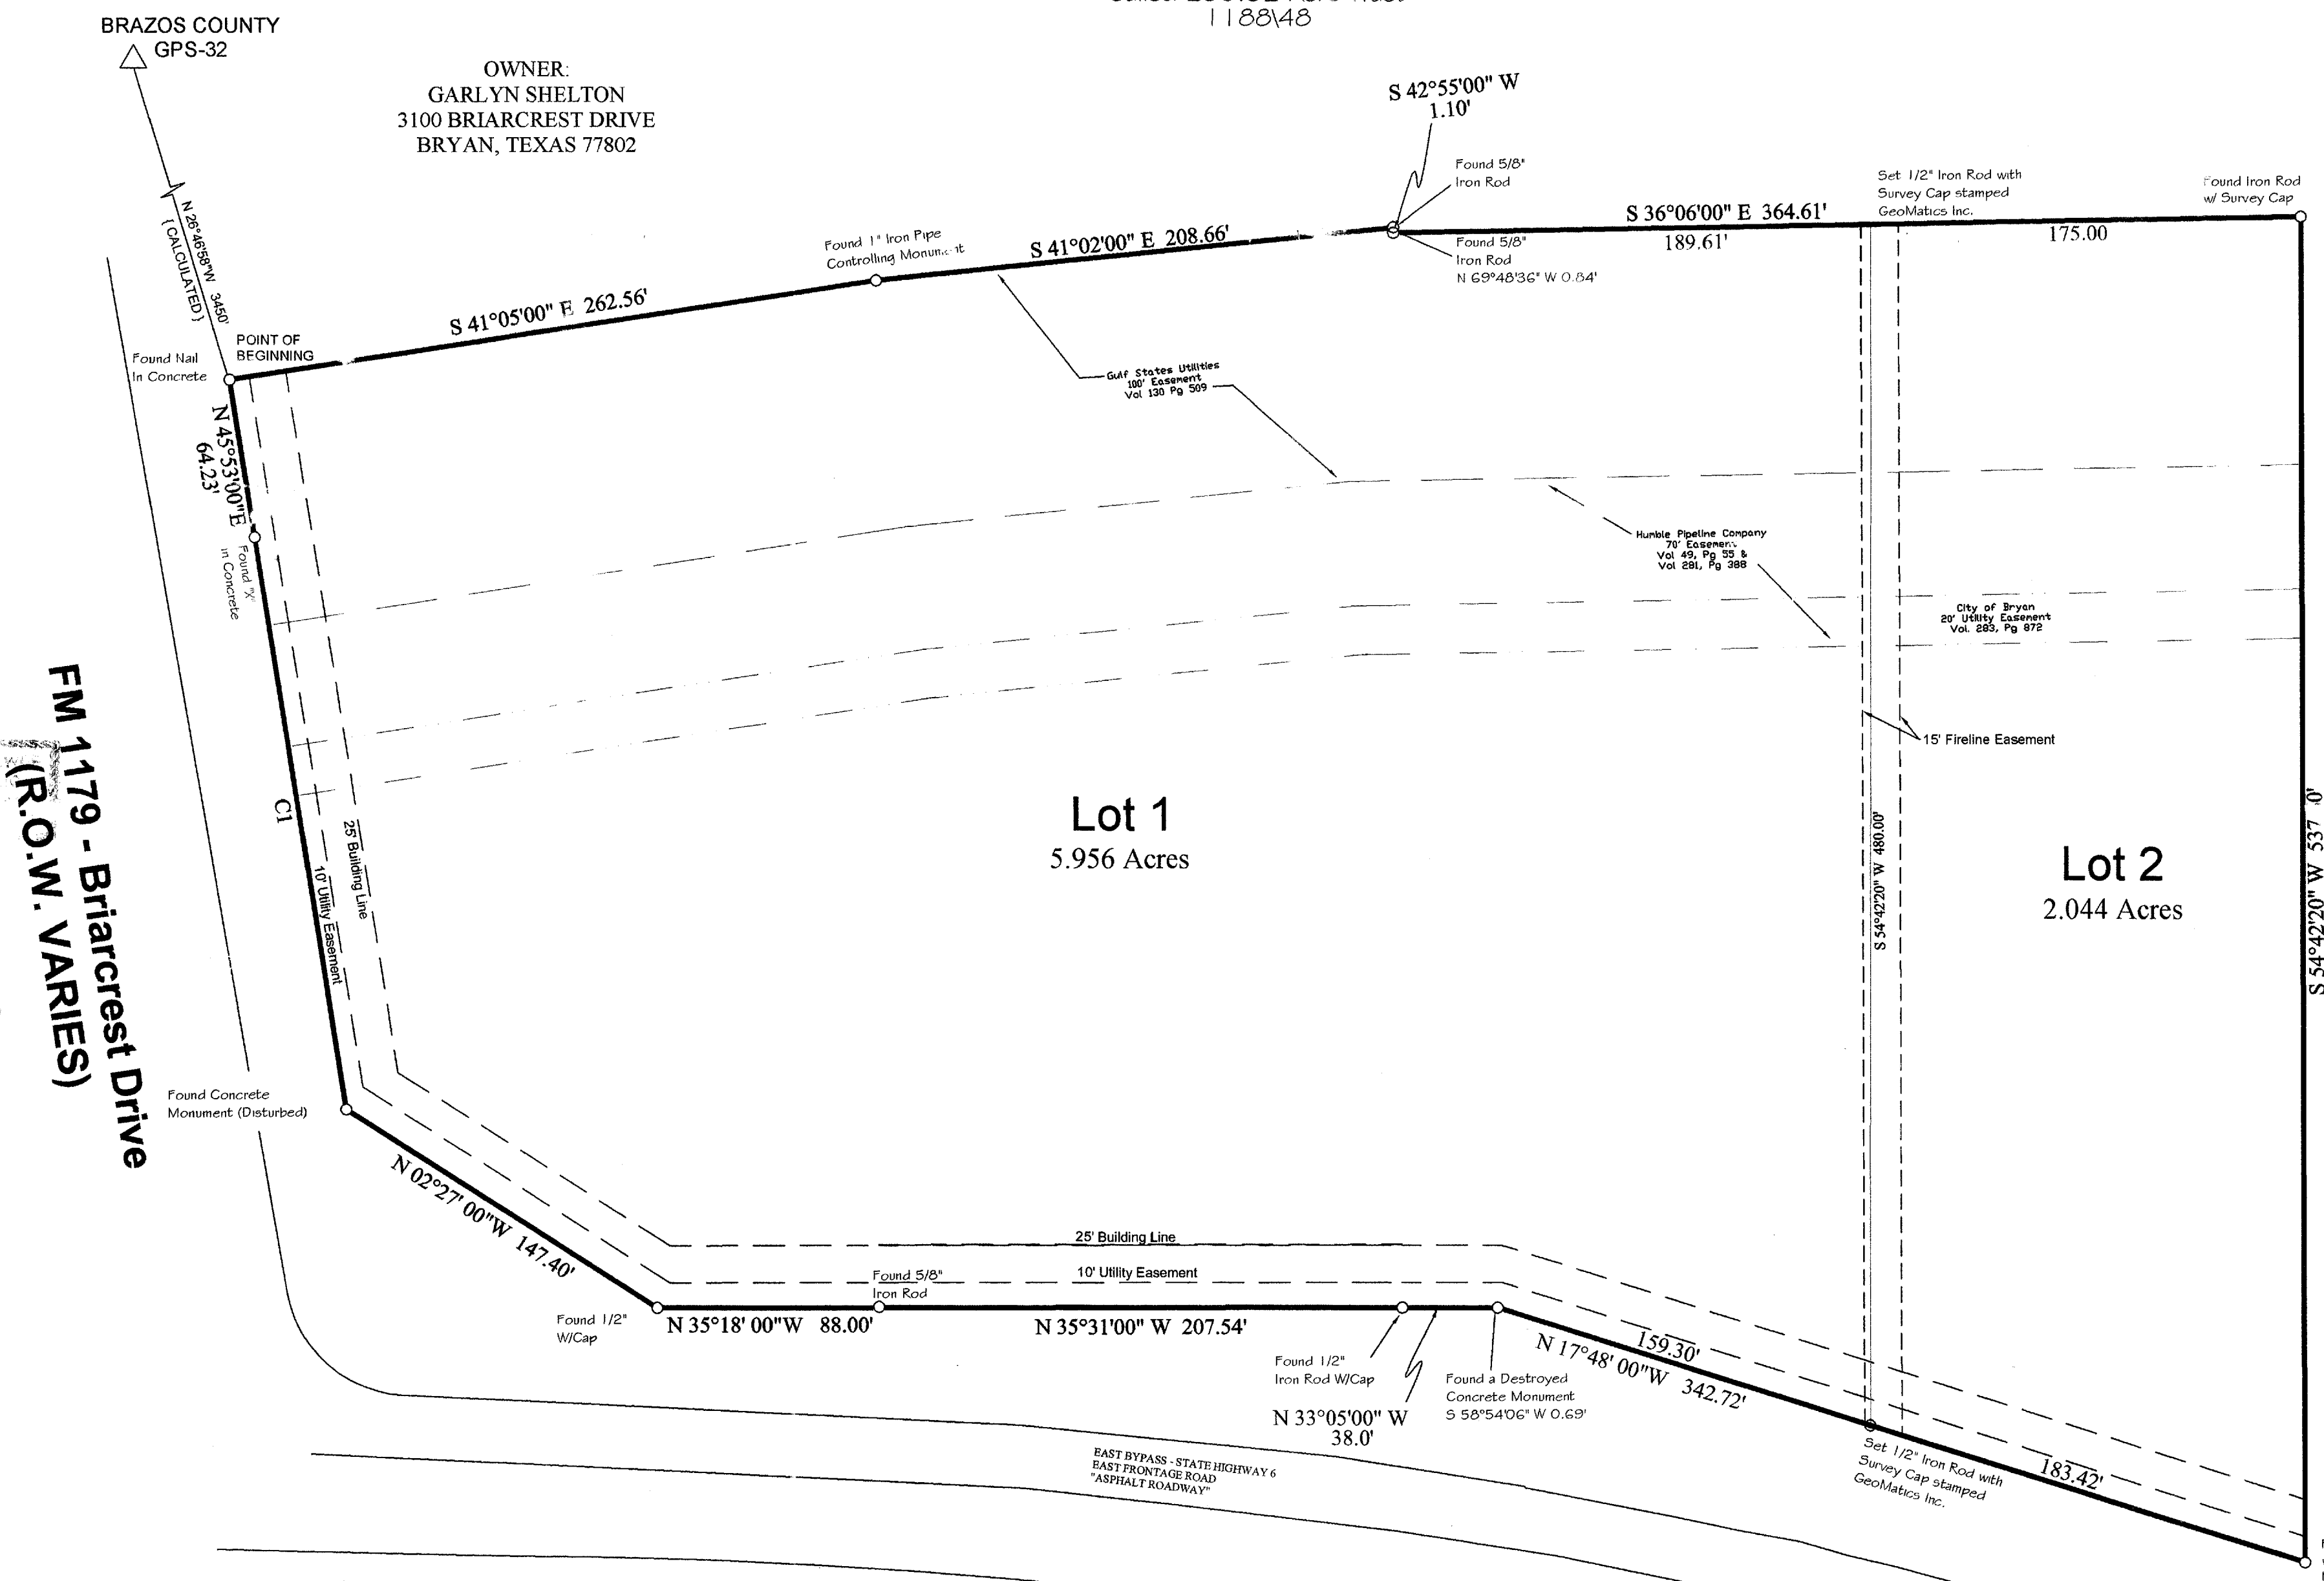 1188\48
BRAZOS COUNTY
GPS-32
OWNER:
GARLYN SHELTON
3100 BRIARCREST DRIVE
BRYAN, TEXAS 77802
N 26°46'58"W 3450'
{ CALCULATED }
S 42°55'00" W
1.10'
Found 5/8"
Iron Rod
S 36°06'00" E 364.61'
Set 1/2" Iron Rod with
Survey Cap stamped
GeoMatics Inc.
Found Iron Rod
w/ Survey Cap
Found 1" Iron Pipe
Controlling Monument
S 41°02'00" E 208.66'
Found 5/8"
Iron Rod
N 69°48'36" W 0.84'
189.61'
175.00
S 41°05'00" E 262.56'
POINT OF
BEGINNING
Found Nail
In Concrete
Gulf States Utilities
100' Easement
Vol 130 Pg 509
N 45°53'00"E
64.23'
Found "X"
in Concrete
Humble Pipeline Company
70' Easement
Vol 49, Pg 55 &
Vol 281, Pg 388
City of Bryan
20' Utility Easement
Vol. 283, Pg 872
15' Fireline Easement
FM 1179 - Briarcrest Drive
(R.O.W. VARIES)
C1
25' Building Line
10' Utility Easement
Lot 1
5.956 Acres
S 54°42'20" W 480.00'
Lot 2
2.044 Acres
S 54°42'20" W 537 0'
Found Concrete
Monument (Disturbed)
N 02°27' 00"W 147.40'
25' Building Line
10' Utility Easement
Found 5/8"
Iron Rod
Found 1/2"
W/Cap
N 35°18' 00"W 88.00'
N 35°31'00" W 207.54'
Found 1/2"
Iron Rod W/Cap
N 33°05'00" W
38.0'
Found a Destroyed
Concrete Monument
S 58°54'06" W 0.69'
159.30'
N 17°48' 00"W 342.72'
Set 1/2" Iron Rod with
Survey Cap stamped
GeoMatics Inc.
183.42'
EAST BYPASS - STATE HIGHWAY 6
EAST FRONTAGE ROAD
"ASPHALT ROADWAY"